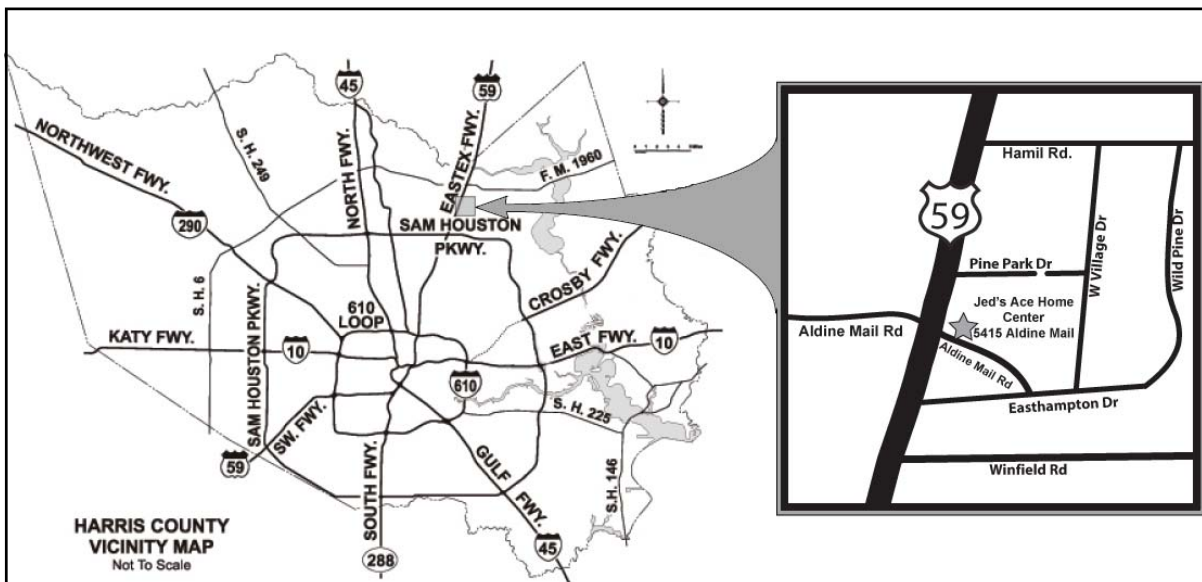 45
59
NORTHWEST FWY.
S. H. 249
NORTH FWY.
EASTEX FWY.
F. M. 1960
290
SAM HOUSTON
PKWY.
CROSBY FWY.
S. H. 6
SAM HOUSTON PKWY.
610
LOOP
KATY FWY.
10
EAST FWY.
10
610
S. H. 225
SW. FWY.
59
SOUTH FWY.
GULF FWY.
S.H. 146
288
45
HARRIS COUNTY
VICINITY MAP
Not To Scale
Hamil Rd.
59
W Village Dr
Wild Pine Dr
Pine Park Dr
Jed's Ace Home
Center
5415 Aldine Mail
Aldine Mail Rd
Aldine Mail Rd
Easthampton Dr
Winfield Rd